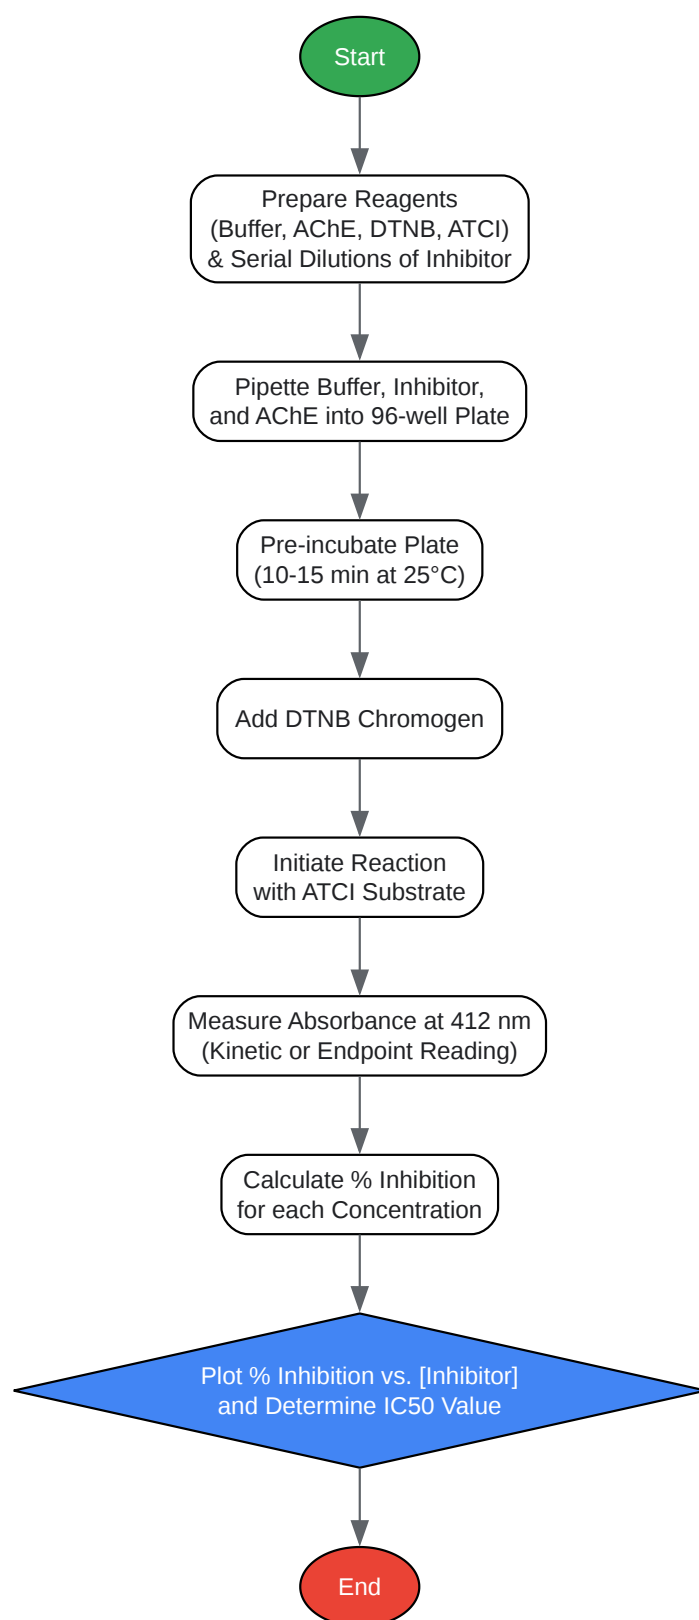 Start
Prepare Reagents
(Buffer, AChE, DTNB, ATCI)
& Serial Dilutions of Inhibitor
Pipette Buffer, Inhibitor,
and AChE into 96-well Plate
Pre-incubate Plate
(10-15 min at 25°C)
Add DTNB Chromogen
Initiate Reaction
with ATCI Substrate
Measure Absorbance at 412 nm
(Kinetic or Endpoint Reading)
Calculate % Inhibition
for each Concentration
Plot % Inhibition vs. [Inhibitor]
and Determine IC50 Value
End